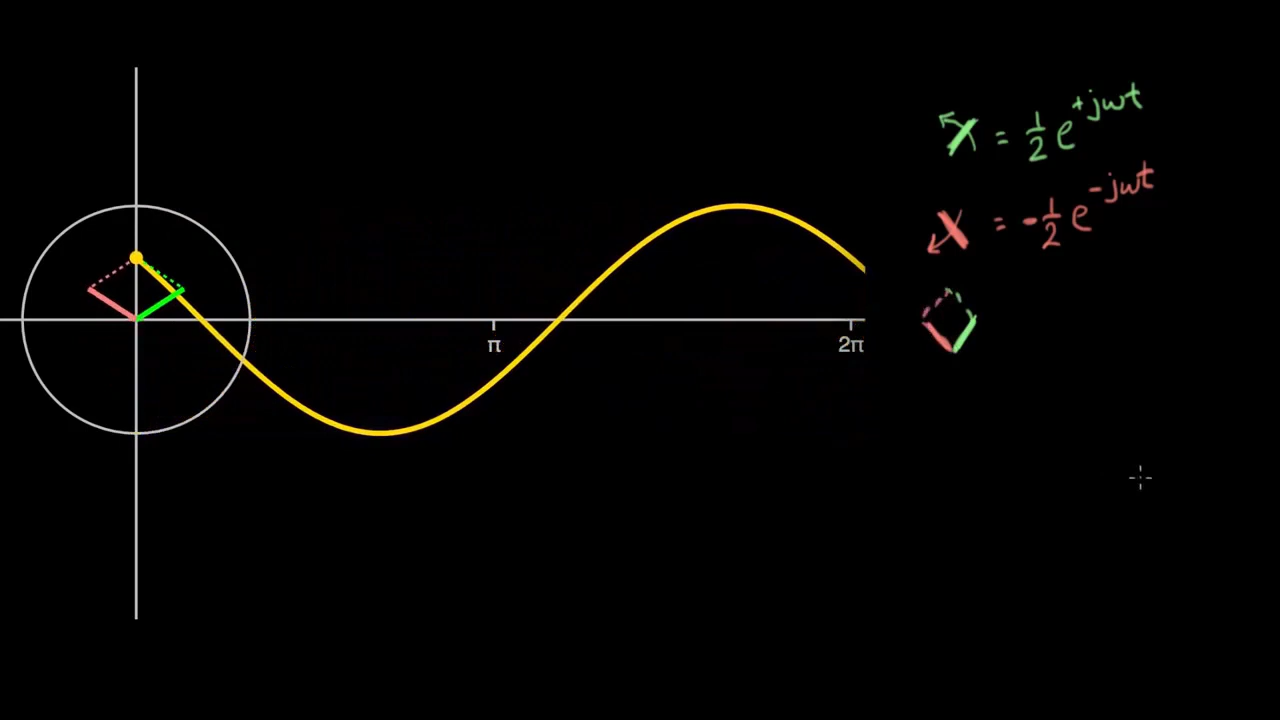 = 1/2 e^{+jωt}
= -1/2 e^{-jωt}
π 2π